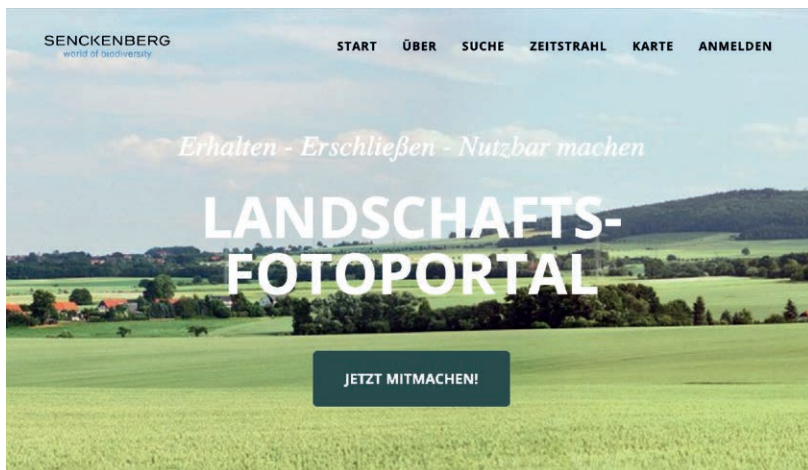 SENCKENBERG
world of biodiversity
START ÜBER SUCHE ZEITSTRAHL KARTE ANMELDEN
Erhalten - Erschließen - Nutzbar machen
LANDSCHAFTS-
FOTOPORTAL
JETZT MITMACHEN!